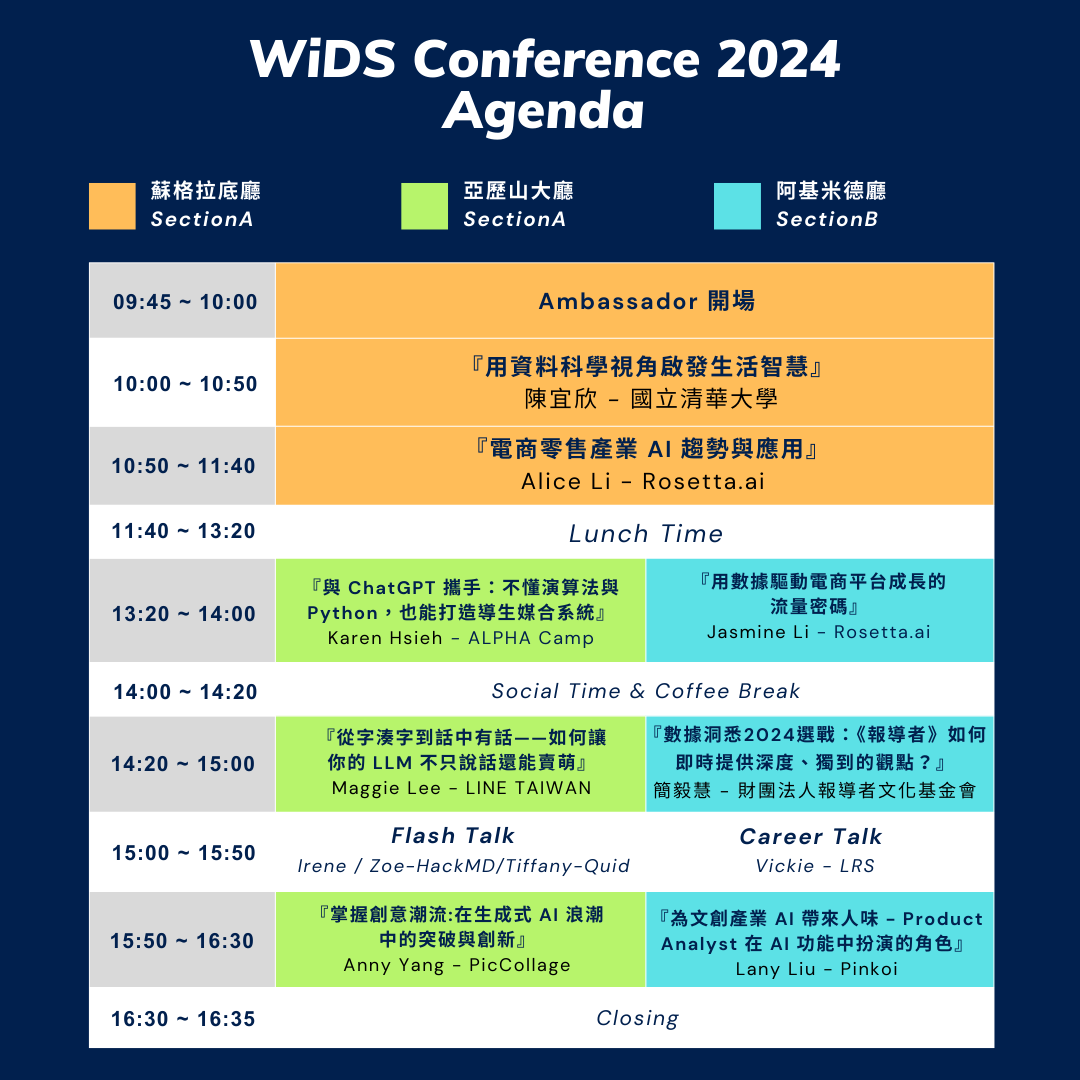 WiDS Conference 2024
Agenda
蘇格拉底廳
SectionA
亞歷山大廳
SectionA
阿基米德廳
SectionB
09:45 ~ 10:00
Ambassador 開場
10:00 ~ 10:50
『用資料科學視角啟發生活智慧』
陳宜欣 – 國立清華大學
10:50 ~ 11:40
『電商零售產業 AI 趨勢與應用』
Alice Li – Rosetta.ai
11:40 ~ 13:20
Lunch Time
13:20 ~ 14:00
『與 ChatGPT 攜手：不懂演算法與
Python，也能打造導生媒合系統』
Karen Hsieh – ALPHA Camp
『用數據驅動電商平台成長的
流量密碼』
Jasmine Li – Rosetta.ai
14:00 ~ 14:20
Social Time & Coffee Break
14:20 ~ 15:00
『從字湊字到話中有話——如何讓
你的 LLM 不只說話還能賣萌』
Maggie Lee – LINE TAIWAN
『數據洞悉2024選戰：《報導者》如何
即時提供深度、獨到的觀點？』
簡毅慧 – 財團法人報導者文化基金會
15:00 ~ 15:50
Flash Talk
Irene / Zoe-HackMD/Tiffany-Quid
Career Talk
Vickie – LRS
15:50 ~ 16:30
『掌握創意潮流:在生成式 AI 浪潮
中的突破與創新』
Anny Yang – PicCollage
『為文創產業 AI 帶來人味 – Product
Analyst 在 AI 功能中扮演的角色』
Lany Liu – Pinkoi
16:30 ~ 16:35
Closing